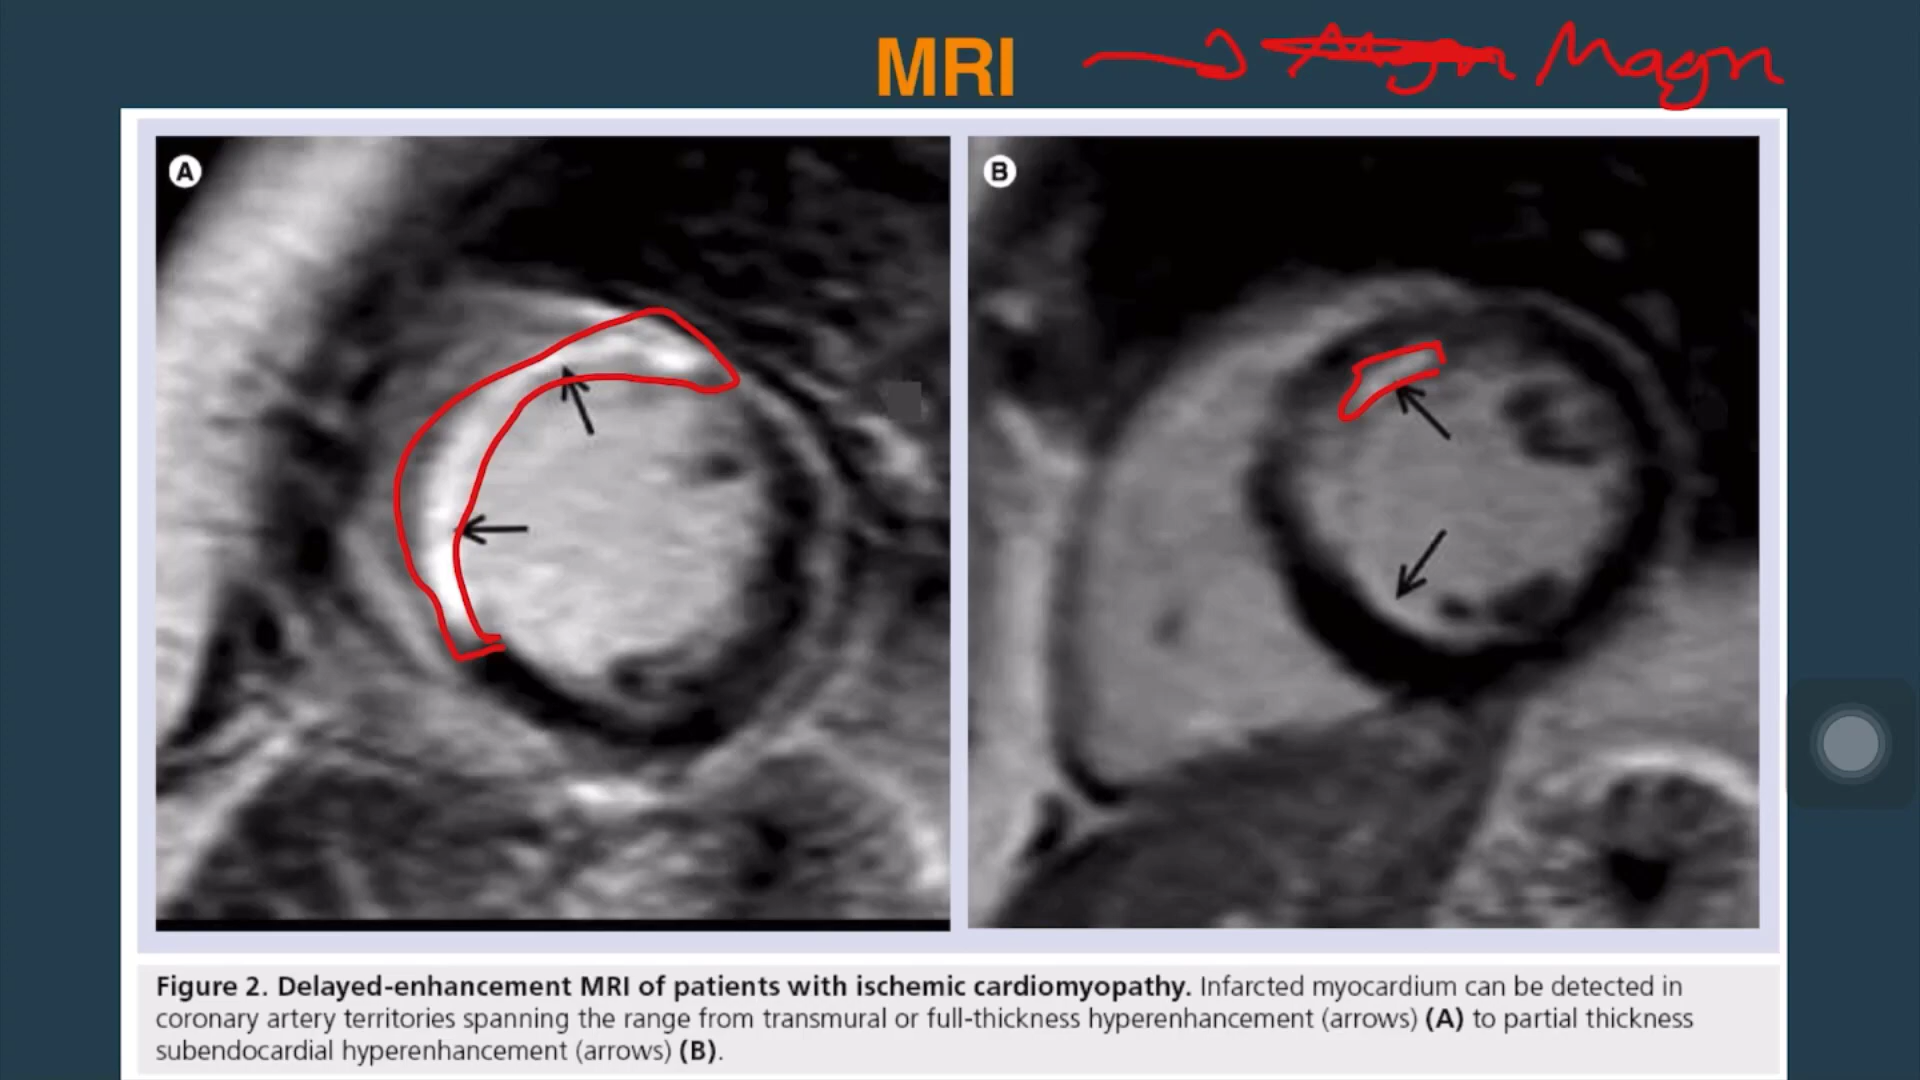 MRI Magn
A
B
Figure 2. Delayed-enhancement MRI of patients with ischemic cardiomyopathy. Infarcted myocardium can be detected in
coronary artery territories spanning the range from transmural or full-thickness hyperenhancement (arrows) (A) to partial thickness
subendocardial hyperenhancement (arrows) (B).